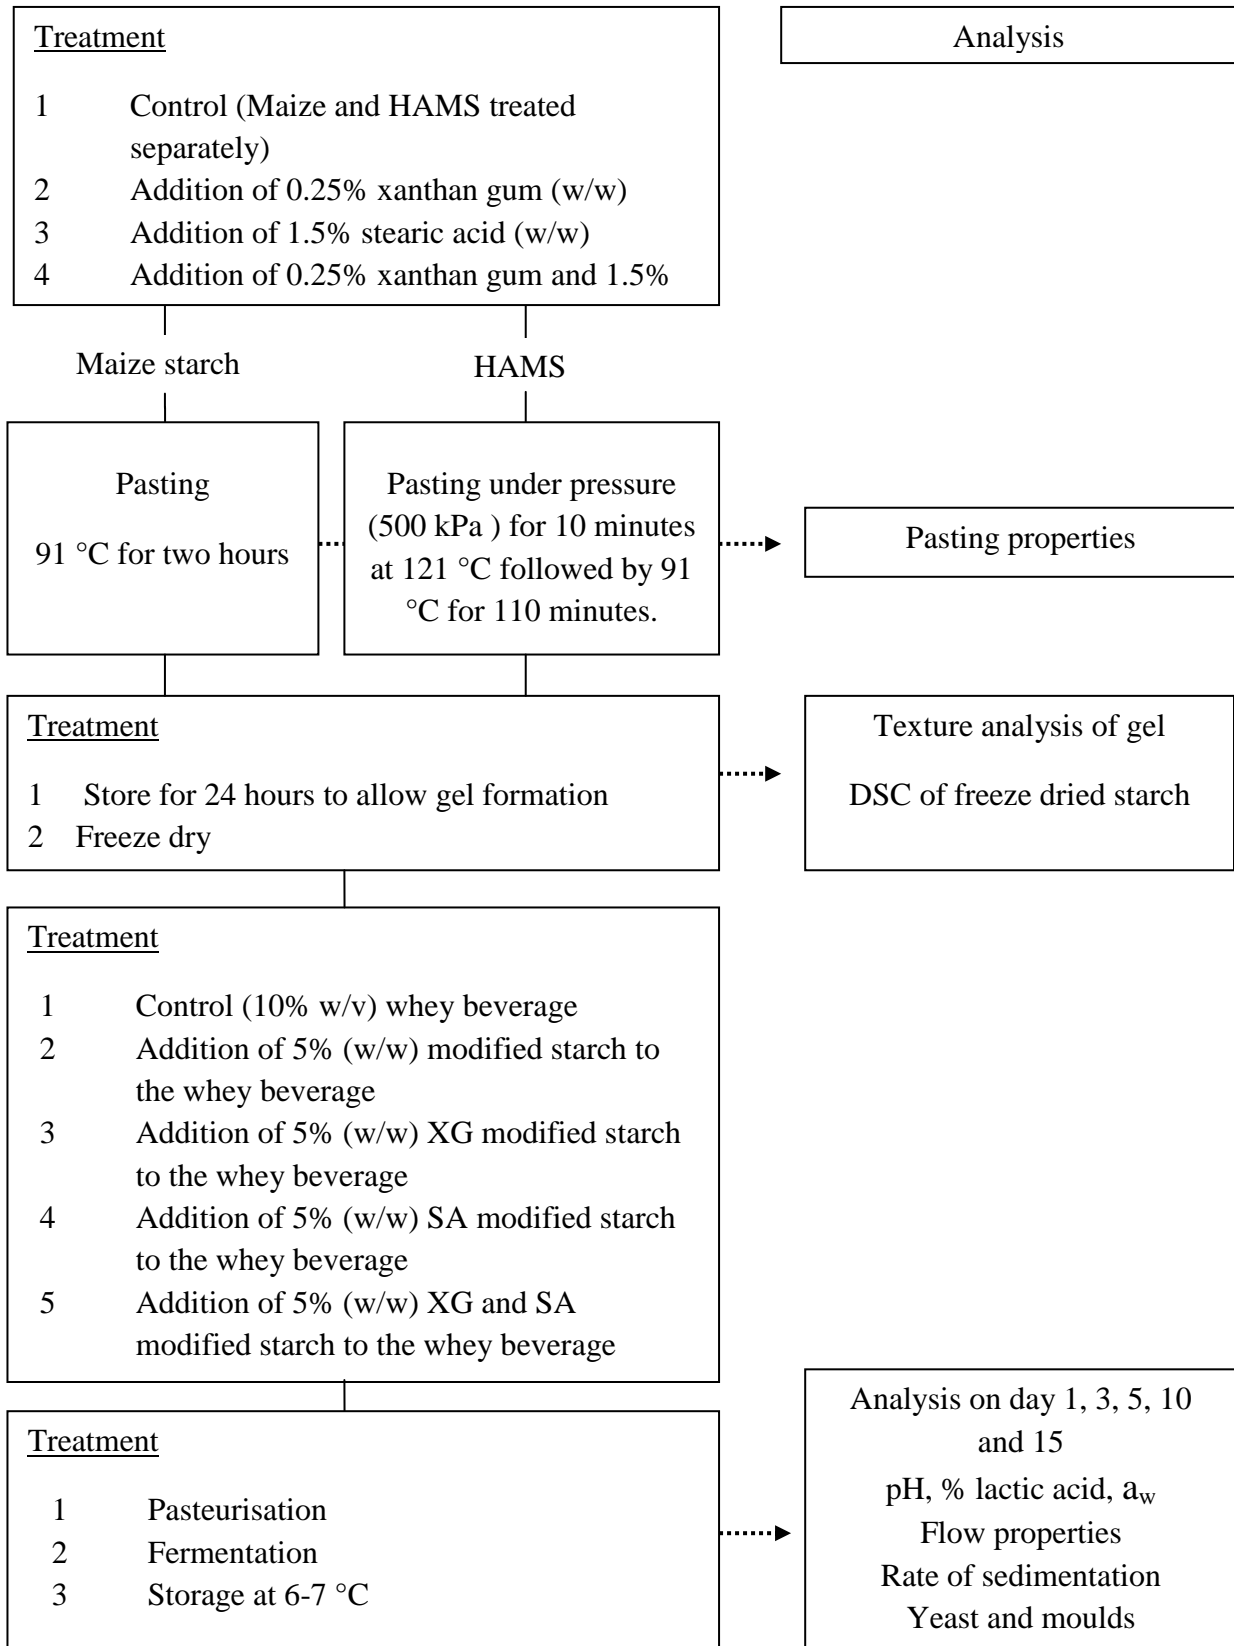 Treatment
1 Control (Maize and HAMS treated
separately)
2 Addition of 0.25% xanthan gum (w/w)
3 Addition of 1.5% stearic acid (w/w)
4 Addition of 0.25% xanthan gum and 1.5%
Analysis
Maize starch
HAMS
Pasting
91 °C for two hours
Pasting under pressure
(500 kPa ) for 10 minutes
at 121 °C followed by 91
°C for 110 minutes.
Pasting properties
Treatment
1 Store for 24 hours to allow gel formation
2 Freeze dry
Texture analysis of gel
DSC of freeze dried starch
Treatment
1 Control (10% w/v) whey beverage
2 Addition of 5% (w/w) modified starch to
the whey beverage
3 Addition of 5% (w/w) XG modified starch
to the whey beverage
4 Addition of 5% (w/w) SA modified starch
to the whey beverage
5 Addition of 5% (w/w) XG and SA
modified starch to the whey beverage
Treatment
1 Pasteurisation
2 Fermentation
3 Storage at 6-7 °C
Analysis on day 1, 3, 5, 10
and 15
pH, % lactic acid, aw
Flow properties
Rate of sedimentation
Yeast and moulds